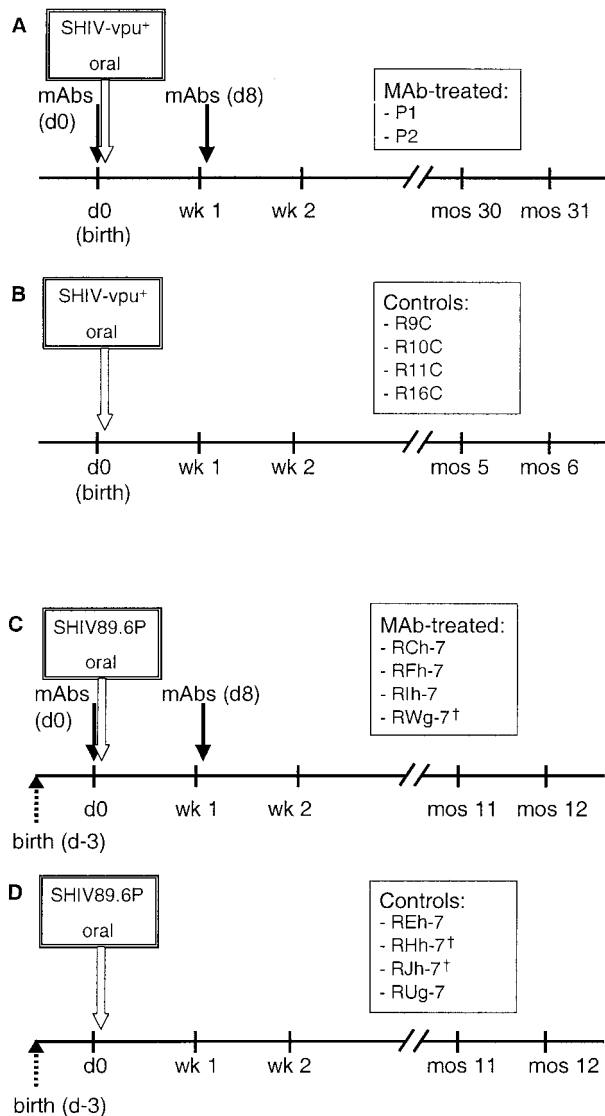 A
SHIV-vpu⁺
oral
mAbs
(d0)
mAbs (d8)
MAb-treated:
- P1
- P2
d0
(birth)
wk 1
wk 2
mos 30
mos 31
B
SHIV-vpu⁺
oral
Controls:
- R9C
- R10C
- R11C
- R16C
d0
(birth)
wk 1
wk 2
mos 5
mos 6
C
SHIV89.6P
oral
mAbs
(d0)
mAbs (d8)
MAb-treated:
- RCh-7
- RFh-7
- RIh-7
- RWg-7†
birth (d-3)
d0
wk 1
wk 2
mos 11
mos 12
D
SHIV89.6P
oral
Controls:
- REh-7
- RHh-7†
- RJh-7†
- RUg-7
birth (d-3)
d0
wk 1
wk 2
mos 11
mos 12